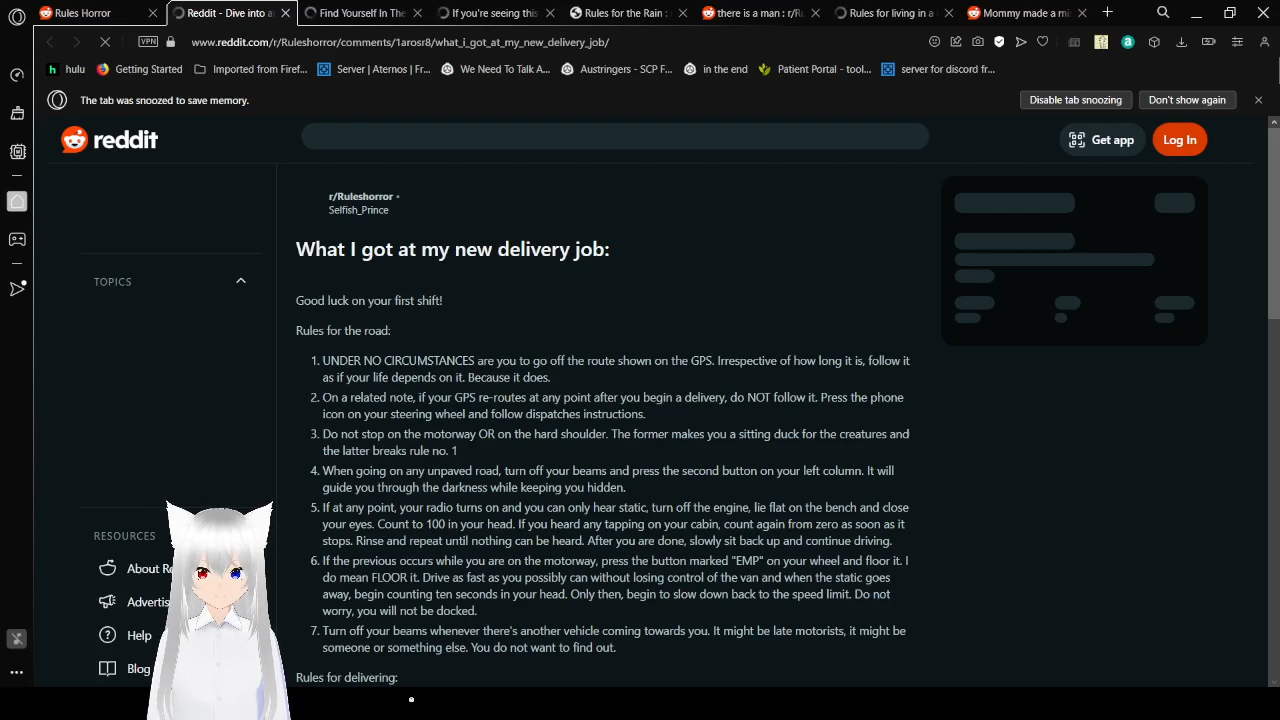 Rules Horror
Reddit - Dive into an
Find Yourself In The
If you're seeing this
Rules for the Rain :
there is a man : r/Ru
Rules for living in a
Mommy made a mi
VPN
www.reddit.com/r/Ruleshorror/comments/1arosr8/what_i_got_at_my_new_delivery_job/
hulu
Getting Started
Imported from Firef...
Server | Aternos | Fr...
We Need To Talk A...
Austringers - SCP F...
in the end
Patient Portal - tool...
server for discord fr...
The tab was snoozed to save memory.
Disable tab snoozing
Don't show again
reddit
Get app
Log In
r/Ruleshorror •
Selfish_Prince
What I got at my new delivery job:
TOPICS
Good luck on your first shift!
Rules for the road:
1. UNDER NO CIRCUMSTANCES are you to go off the route shown on the GPS. Irrespective of how long it is, follow it
as if your life depends on it. Because it does.
2. On a related note, if your GPS re-routes at any point after you begin a delivery, do NOT follow it. Press the phone
icon on your steering wheel and follow dispatches instructions.
3. Do not stop on the motorway OR on the hard shoulder. The former makes you a sitting duck for the creatures and
the latter breaks rule no. 1
4. When going on any unpaved road, turn off your beams and press the second button on your left column. It will
guide you through the darkness while keeping you hidden.
5. If at any point, your radio turns on and you can only hear static, turn off the engine, lie flat on the bench and close
your eyes. Count to 100 in your head. If you heard any tapping on your cabin, count again from zero as soon as it
stops. Rinse and repeat until nothing can be heard. After you are done, slowly sit back up and continue driving.
6. If the previous occurs while you are on the motorway, press the button marked "EMP" on your wheel and floor it. I
do mean FLOOR it. Drive as fast as you possibly can without losing control of the van and when the static goes
away, begin counting ten seconds in your head. Only then, begin to slow down back to the speed limit. Do not
worry, you will not be docked.
7. Turn off your beams whenever there's another vehicle coming towards you. It might be late motorists, it might be
someone or something else. You do not want to find out.
Rules for delivering:
RESOURCES
About Re
Advertis
Help
Blog